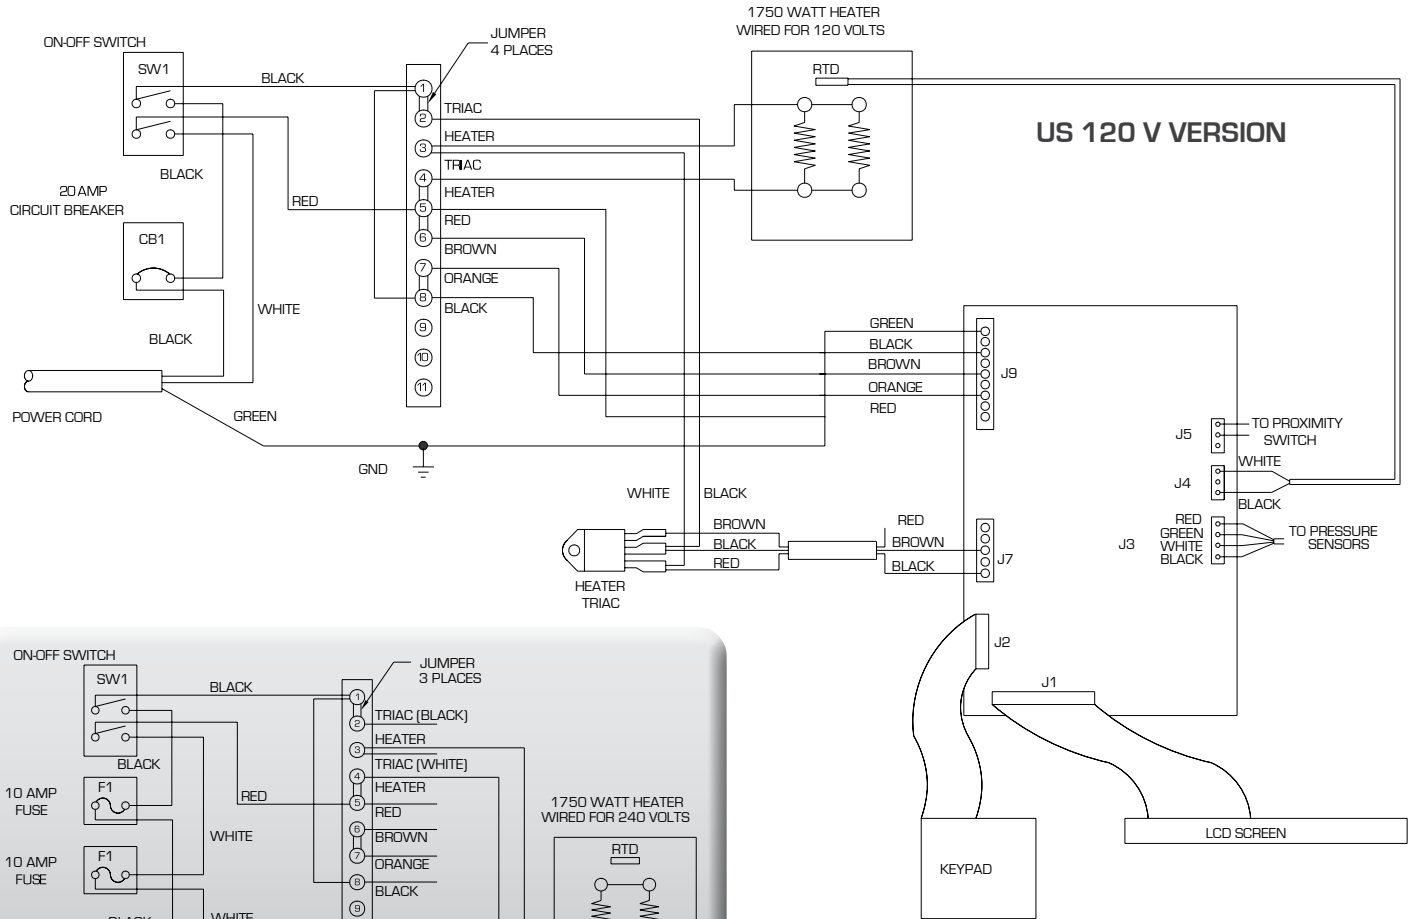 1750 WATT HEATER
WIRED FOR 120 VOLTS
ON-OFF SWITCH
SW1
BLACK
JUMPER
4 PLACES
RTD
US 120 V VERSION
1
TRIAC
2
HEATER
3
TRIAC
4
HEATER
5
RED
6
BROWN
7
ORANGE
8
BLACK
9
10
11
BLACK
20 AMP
CIRCUIT BREAKER
RED
CB1
WHITE
BLACK
POWER CORD
GREEN
GND
GREEN
BLACK
BROWN
ORANGE
RED
J9
J5
TO PROXIMITY
SWITCH
WHITE
J4
BLACK
RED
GREEN
WHITE
BLACK
J3
TO PRESSURE
SENSORS
WHITE
BLACK
BROWN
BLACK
RED
RED
BROWN
BLACK
J7
HEATER
TRIAC
J2
J1
KEYPAD
LCD SCREEN
ON-OFF SWITCH
SW1
BLACK
JUMPER
3 PLACES
1
2
TRIAC (BLACK)
HEATER
3
TRIAC (WHITE)
4
HEATER
5
RED
6
BROWN
7
ORANGE
8
BLACK
9
BLACK
10 AMP
FUSE
F1
RED
WHITE
10 AMP
FUSE
F1
BLACK
WHITE
1750 WATT HEATER
WIRED FOR 240 VOLTS
RTD